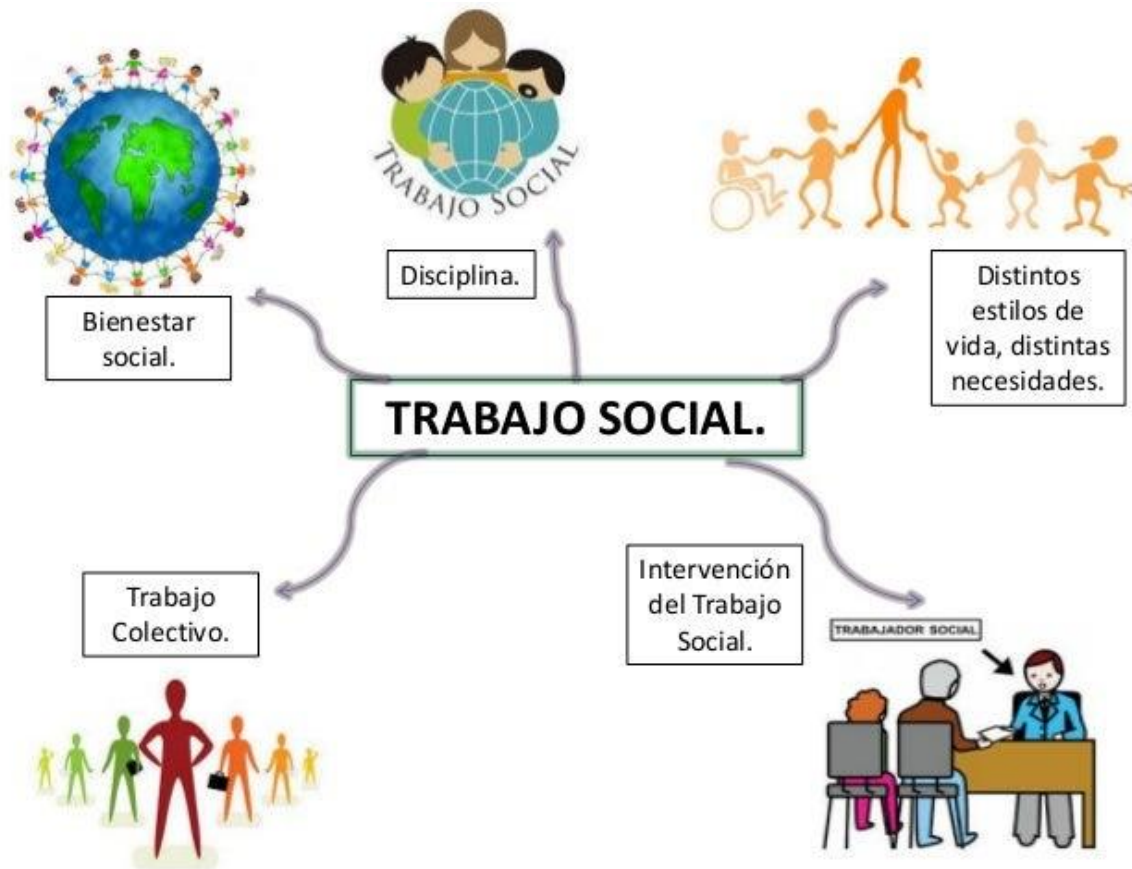 TRABAJO SOCIAL
Disciplina.
Bienestar
social.
Distintos
estilos de
vida, distintas
necesidades.
TRABAJO SOCIAL.
Trabajo
Colectivo.
Intervención
del Trabajo
Social.
TRABAJADOR SOCIAL